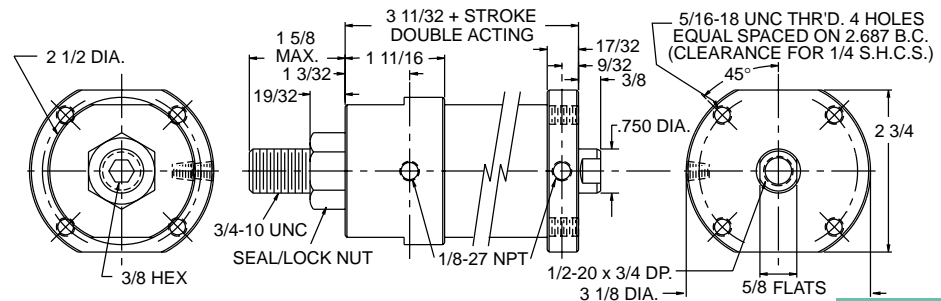 3 11/32 + STROKE
DOUBLE ACTING
5/16-18 UNC THR'D. 4 HOLES
EQUAL SPACED ON 2.687 B.C.
(CLEARANCE FOR 1/4 S.H.C.S.)
1 5/8
MAX.
1 11/16
17/32
2 1/2 DIA.
1 3/32
9/32
3/8
45°
19/32
.750 DIA.
2 3/4
3/4-10 UNC
SEAL/LOCK NUT
1/8-27 NPT
3/8 HEX
1/2-20 x 3/4 DP.
5/8 FLATS
3 1/8 DIA.